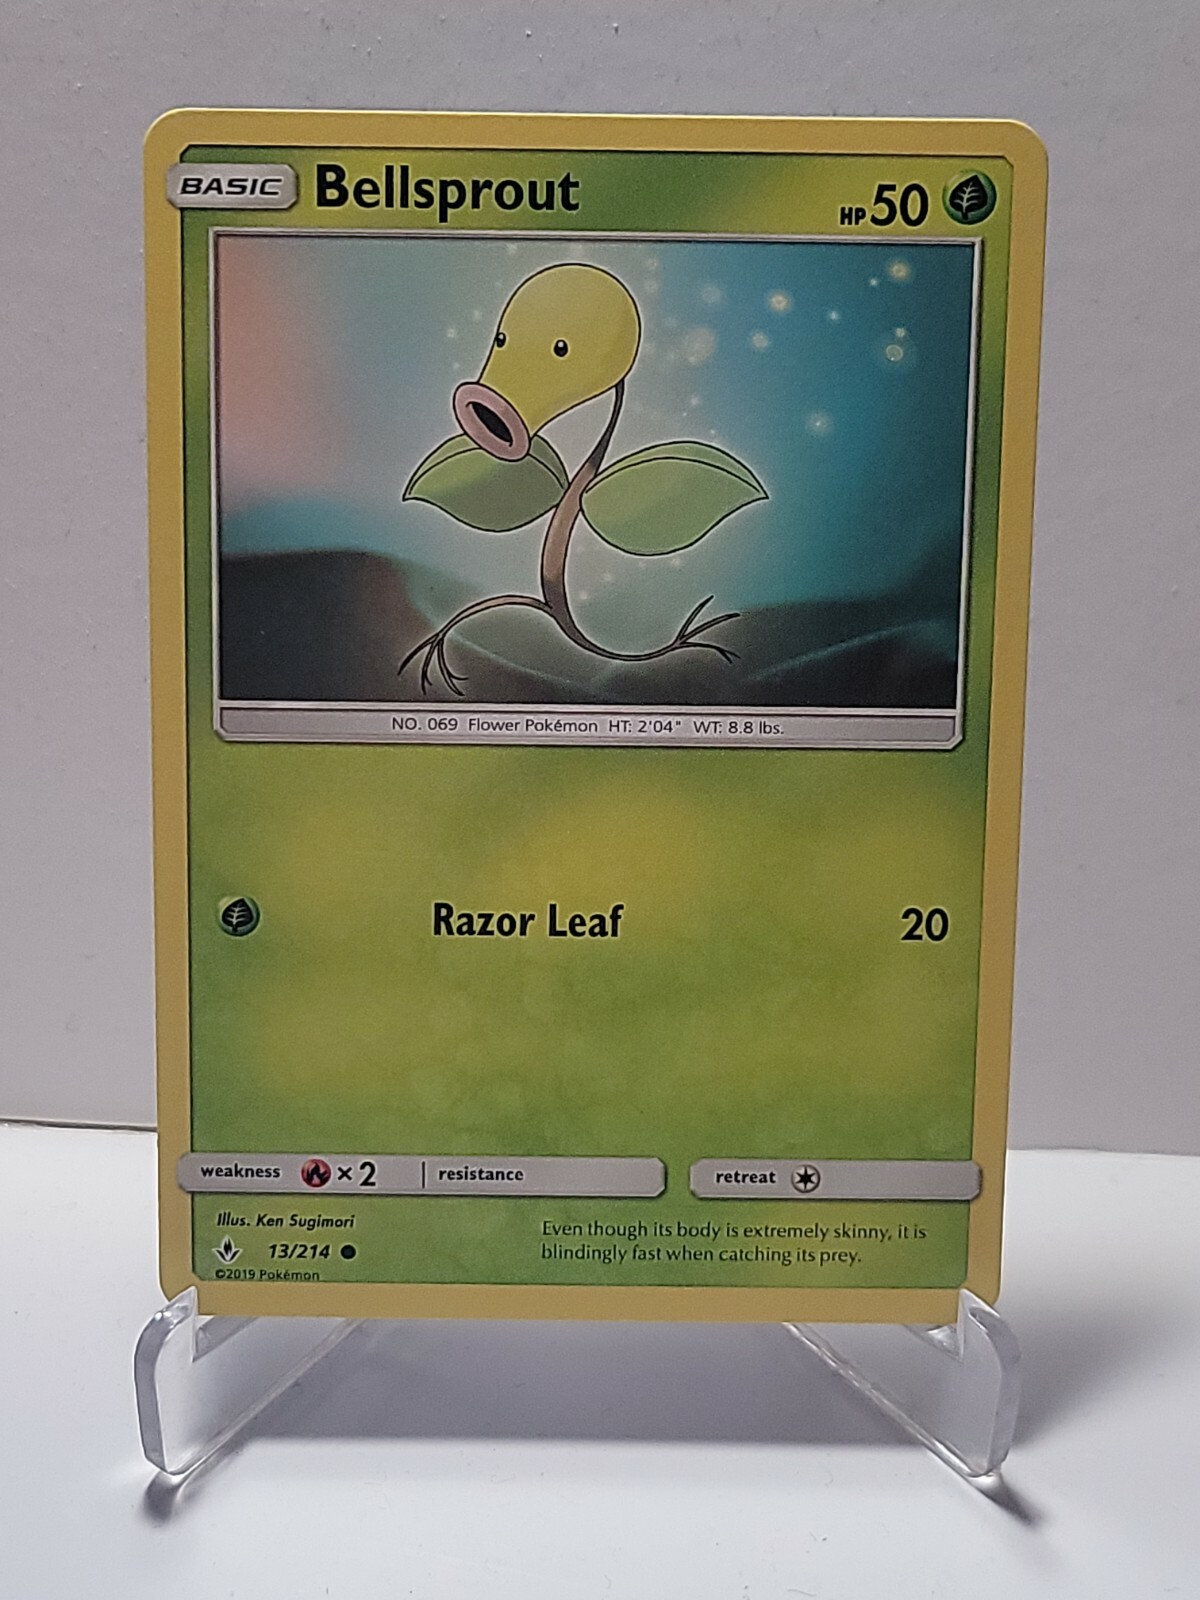 BASIC Bellsprout HP 50
NO. 069 Flower Pokémon HT: 2'04" WT: 8.8 lbs.
Razor Leaf 20
weakness × 2 resistance retreat
Illus. Ken Sugimori
13/214
©2019 Pokémon
Even though its body is extremely skinny, it is
blindingly fast when catching its prey.